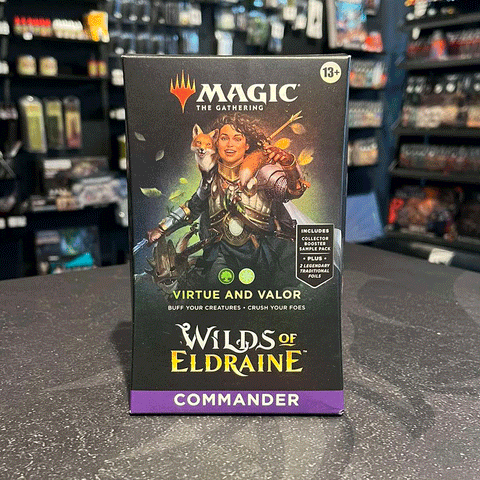 13+
MAGIC
THE GATHERING
INCLUDES
COLLECTOR
BOOSTER
SAMPLE PACK
• PLUS •
2 LEGENDARY
TRADITIONAL
FOILS
VIRTUE AND VALOR
BUFF YOUR CREATURES • CRUSH YOUR FOES
WILDS OF
ELDRAINE™
COMMANDER